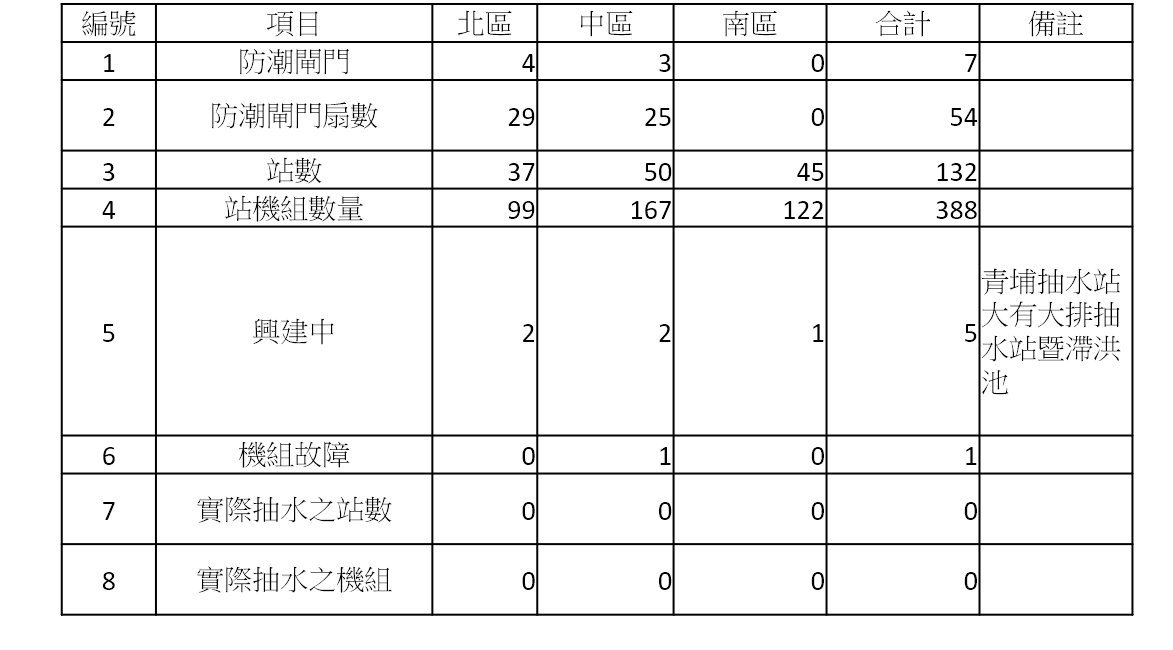 編號 項目 北區 中區 南區 合計 備註
1 防潮閘門 4 3 0 7
2 防潮閘門扇數 29 25 0 54
3 站數 37 50 45 132
4 站機組數量 99 167 122 388
5 興建中 2 2 1 5 青埔抽水站
大有大排抽
水站暨滯洪
池
6 機組故障 0 1 0 1
7 實際抽水之站數 0 0 0 0
8 實際抽水之機組 0 0 0 0